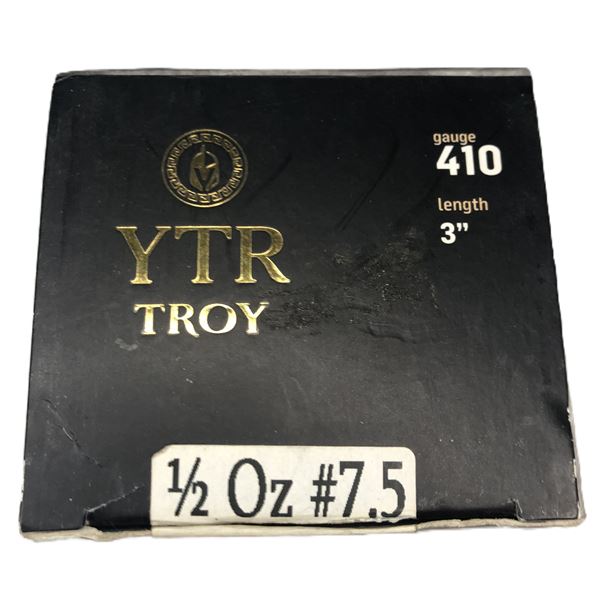 YTR
TROY
gauge
410
length
3”
½ Oz #7.5